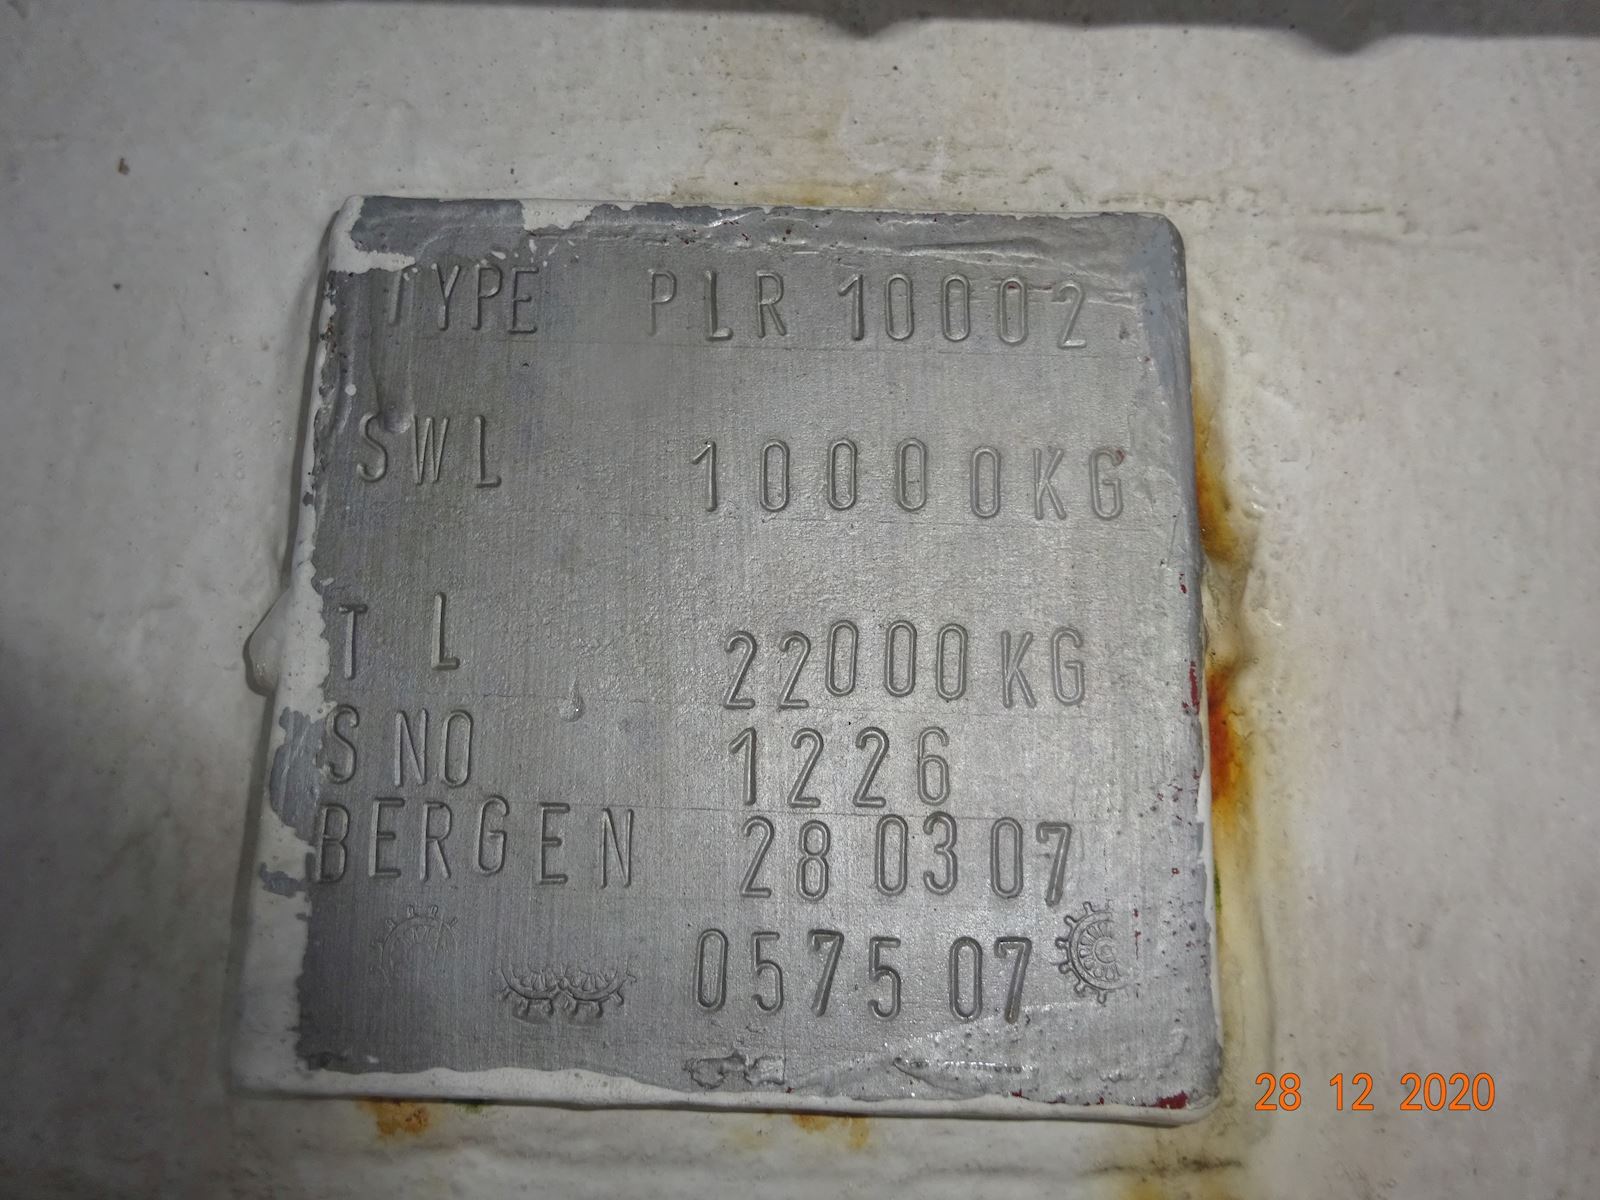 TYPE PLR 10002
SWL 10000KG
T L 22000KG
S NO 1226
BERGEN 28 03 07
0575 07
28 12 2020